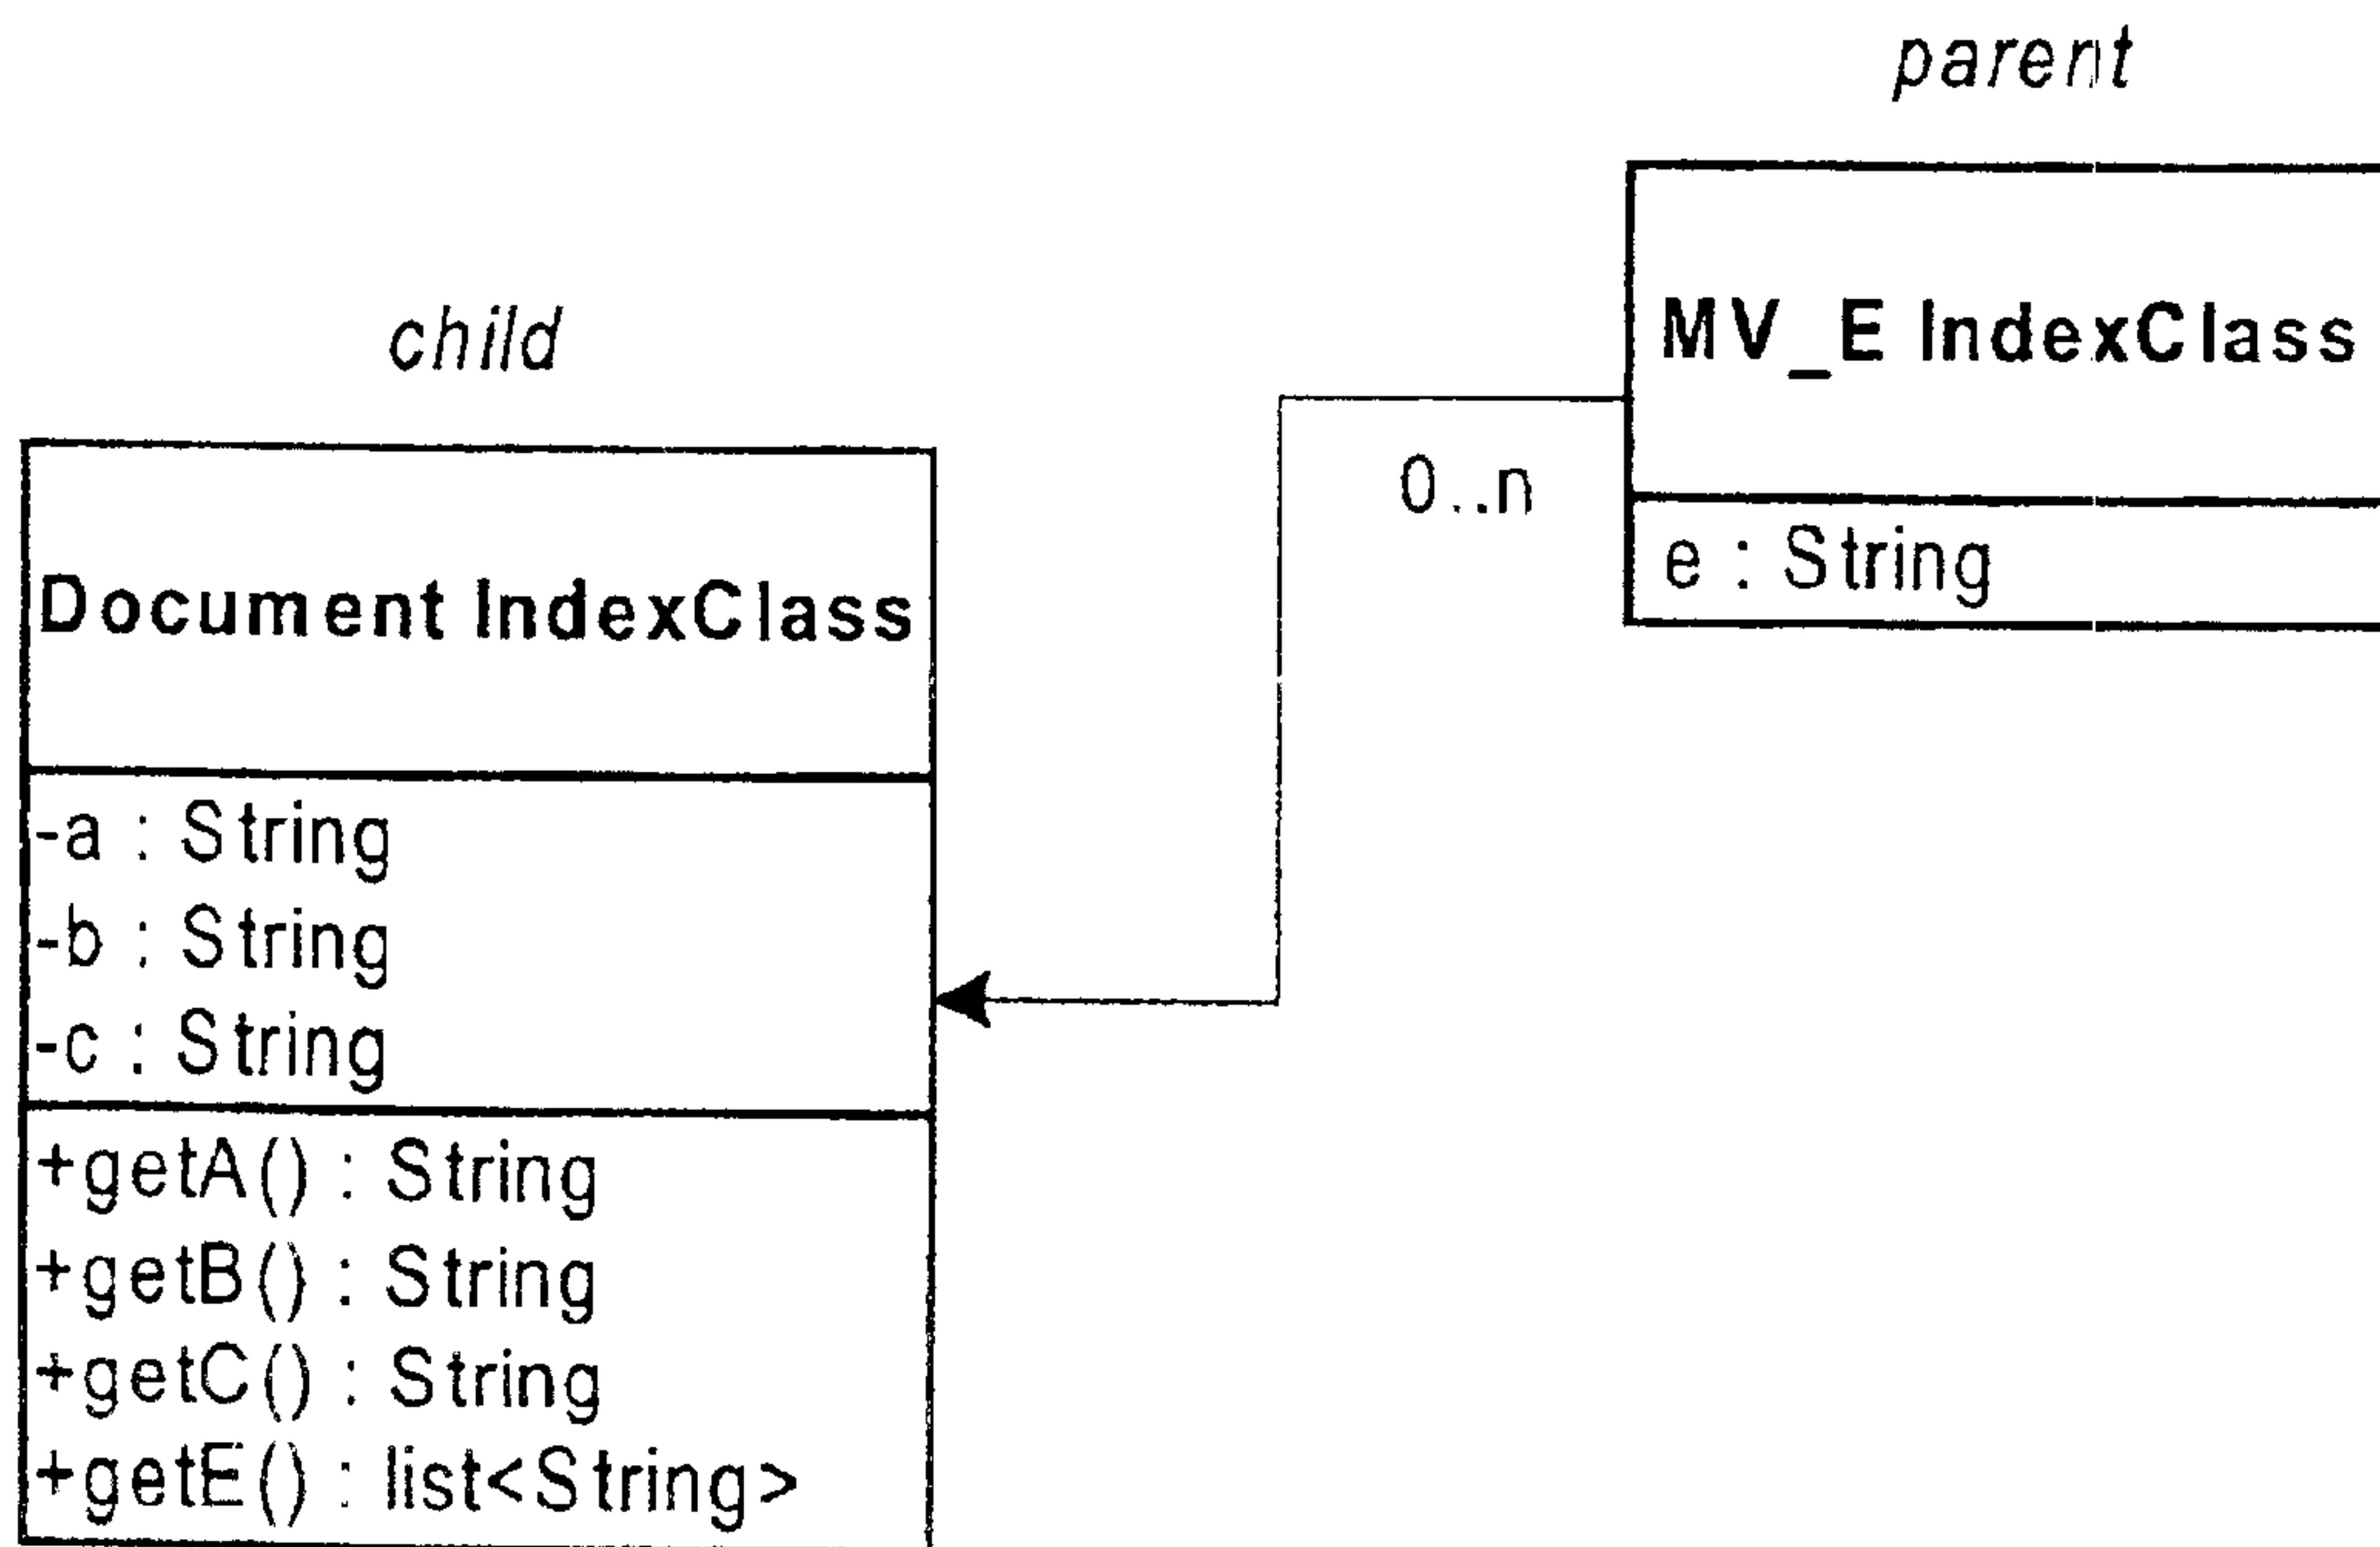 parent
MV_E IndexClass
0..n
e : String
child
Document IndexClass
-a : String
-b : String
-c : String
+getA() : String
+getB() : String
+getC() : String
+getE() : list<String>